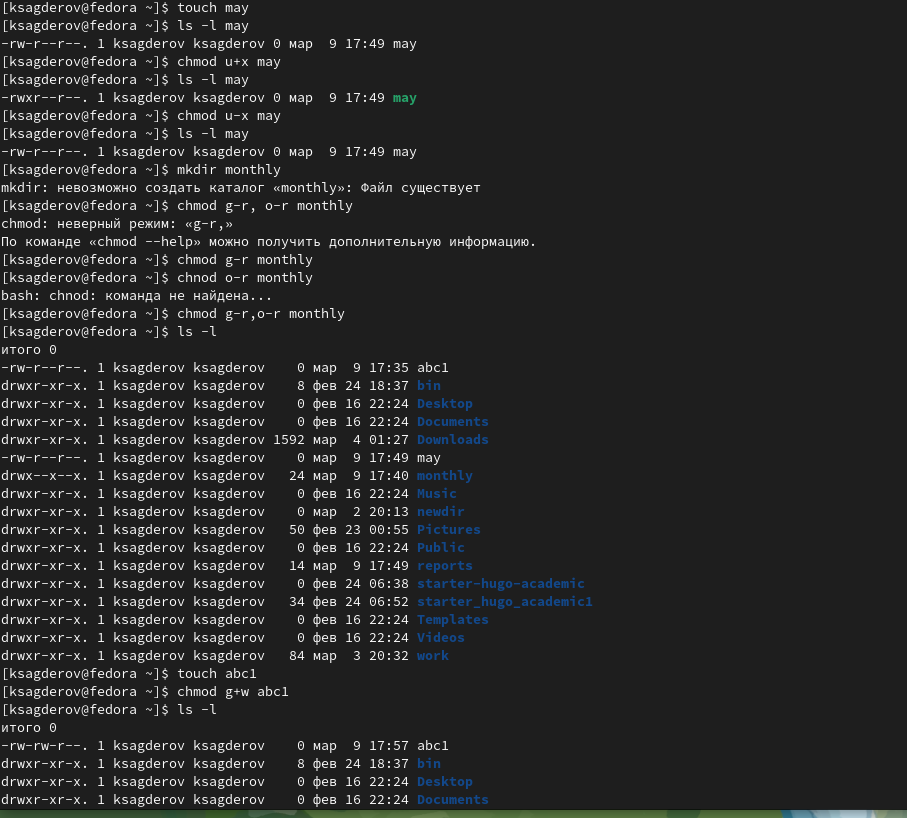 [ksagderov@fedora ~]$ touch may
[ksagderov@fedora ~]$ ls -l may
-rw-r--r--. 1 ksagderov ksagderov 0 мар  9 17:49 may
[ksagderov@fedora ~]$ chmod u+x may
[ksagderov@fedora ~]$ ls -l may
-rwxr--r--. 1 ksagderov ksagderov 0 мар  9 17:49 may
[ksagderov@fedora ~]$ chmod u-x may
[ksagderov@fedora ~]$ ls -l may
-rw-r--r--. 1 ksagderov ksagderov 0 мар  9 17:49 may
[ksagderov@fedora ~]$ mkdir monthly
mkdir: невозможно создать каталог «monthly»: Файл существует
[ksagderov@fedora ~]$ chmod g-r, o-r monthly
chmod: неверный режим: «g-r,»
По команде «chmod --help» можно получить дополнительную информацию.
[ksagderov@fedora ~]$ chmod g-r monthly
[ksagderov@fedora ~]$ chnod o-r monthly
bash: chnod: команда не найдена...
[ksagderov@fedora ~]$ chmod g-r,o-r monthly
[ksagderov@fedora ~]$ ls -l
итого 0
-rw-r--r--. 1 ksagderov ksagderov    0 мар  9 17:35 abc1
drwxr-xr-x. 1 ksagderov ksagderov    8 фев 24 18:37 bin
drwxr-xr-x. 1 ksagderov ksagderov    0 фев 16 22:24 Desktop
drwxr-xr-x. 1 ksagderov ksagderov    0 фев 16 22:24 Documents
drwxr-xr-x. 1 ksagderov ksagderov 1592 мар  4 01:27 Downloads
-rw-r--r--. 1 ksagderov ksagderov    0 мар  9 17:49 may
drwx--x--x. 1 ksagderov ksagderov   24 мар  9 17:40 monthly
drwxr-xr-x. 1 ksagderov ksagderov    0 фев 16 22:24 Music
drwxr-xr-x. 1 ksagderov ksagderov    0 мар  2 20:13 newdir
drwxr-xr-x. 1 ksagderov ksagderov   50 фев 23 00:55 Pictures
drwxr-xr-x. 1 ksagderov ksagderov    0 фев 16 22:24 Public
drwxr-xr-x. 1 ksagderov ksagderov   14 мар  9 17:49 reports
drwxr-xr-x. 1 ksagderov ksagderov    0 фев 24 06:38 starter-hugo-academic
drwxr-xr-x. 1 ksagderov ksagderov   34 фев 24 06:52 starter_hugo_academic1
drwxr-xr-x. 1 ksagderov ksagderov    0 фев 16 22:24 Templates
drwxr-xr-x. 1 ksagderov ksagderov    0 фев 16 22:24 Videos
drwxr-xr-x. 1 ksagderov ksagderov   84 мар  3 20:32 work
[ksagderov@fedora ~]$ touch abc1
[ksagderov@fedora ~]$ chmod g+w abc1
[ksagderov@fedora ~]$ ls -l
итого 0
-rw-rw-r--. 1 ksagderov ksagderov    0 мар  9 17:57 abc1
drwxr-xr-x. 1 ksagderov ksagderov    8 фев 24 18:37 bin
drwxr-xr-x. 1 ksagderov ksagderov    0 фев 16 22:24 Desktop
drwxr-xr-x. 1 ksagderov ksagderov    0 фев 16 22:24 Documents